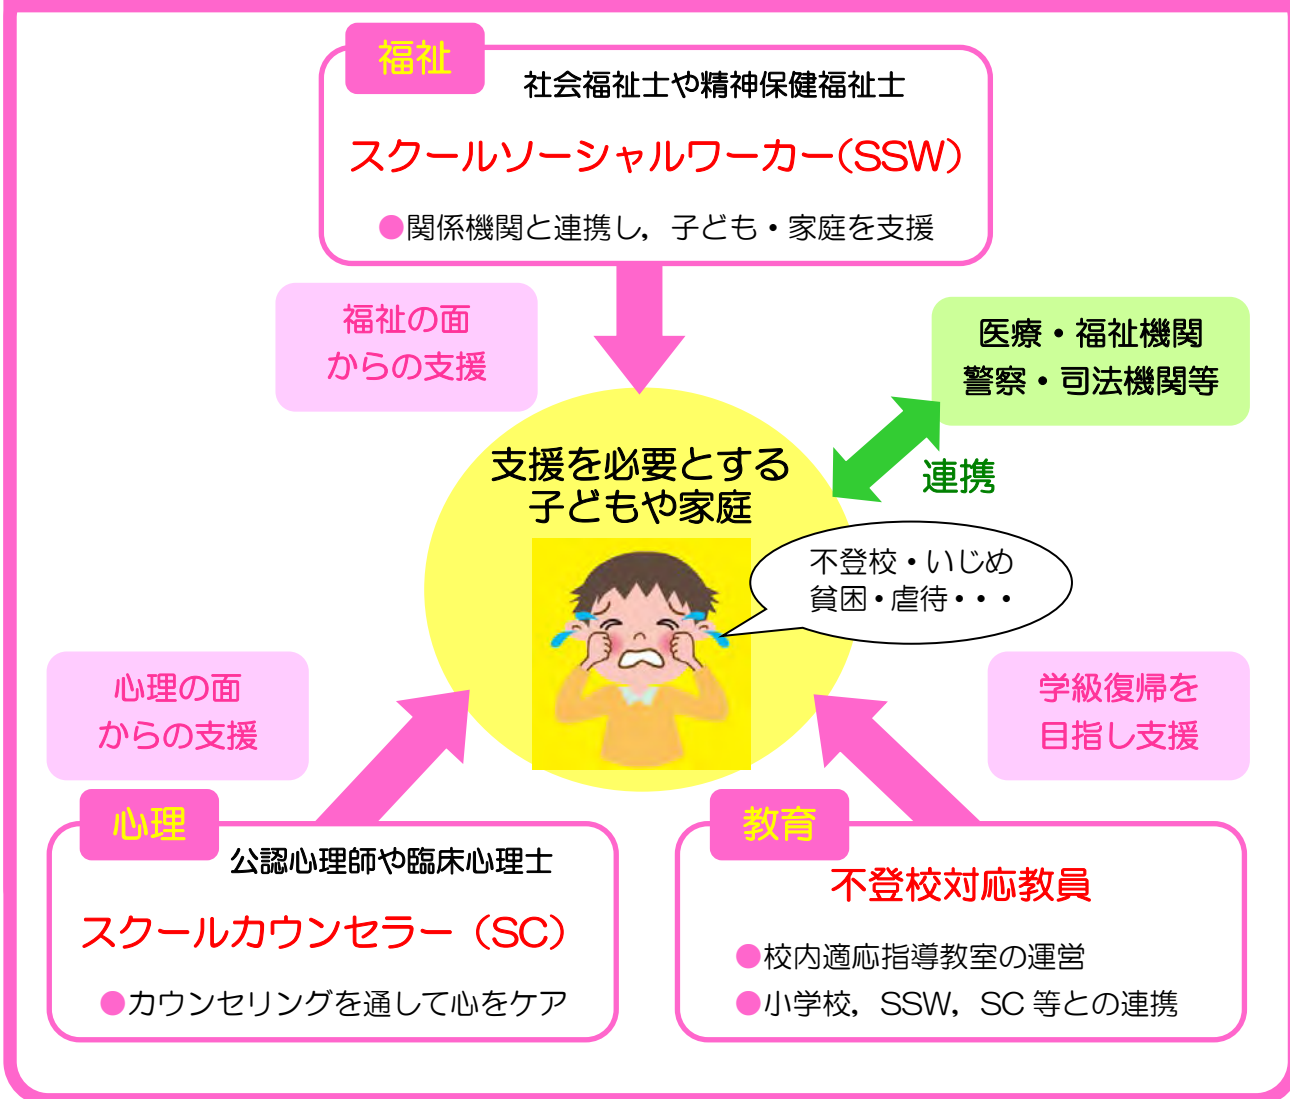 福祉
社会福祉士や精神保健福祉士
スクールソーシャルワーカー(SSW)
●関係機関と連携し，子ども・家庭を支援
福祉の面
からの支援
医療・福祉機関
警察・司法機関等
連携
支援を必要とする
子どもや家庭
不登校・いじめ
貧困・虐待・・・
心理の面
からの支援
学級復帰を
目指し支援
心理
公認心理師や臨床心理士
スクールカウンセラー（SC）
●カウンセリングを通して心をケア
教育
不登校対応教員
●校内適応指導教室の運営
●小学校，SSW，SC 等との連携